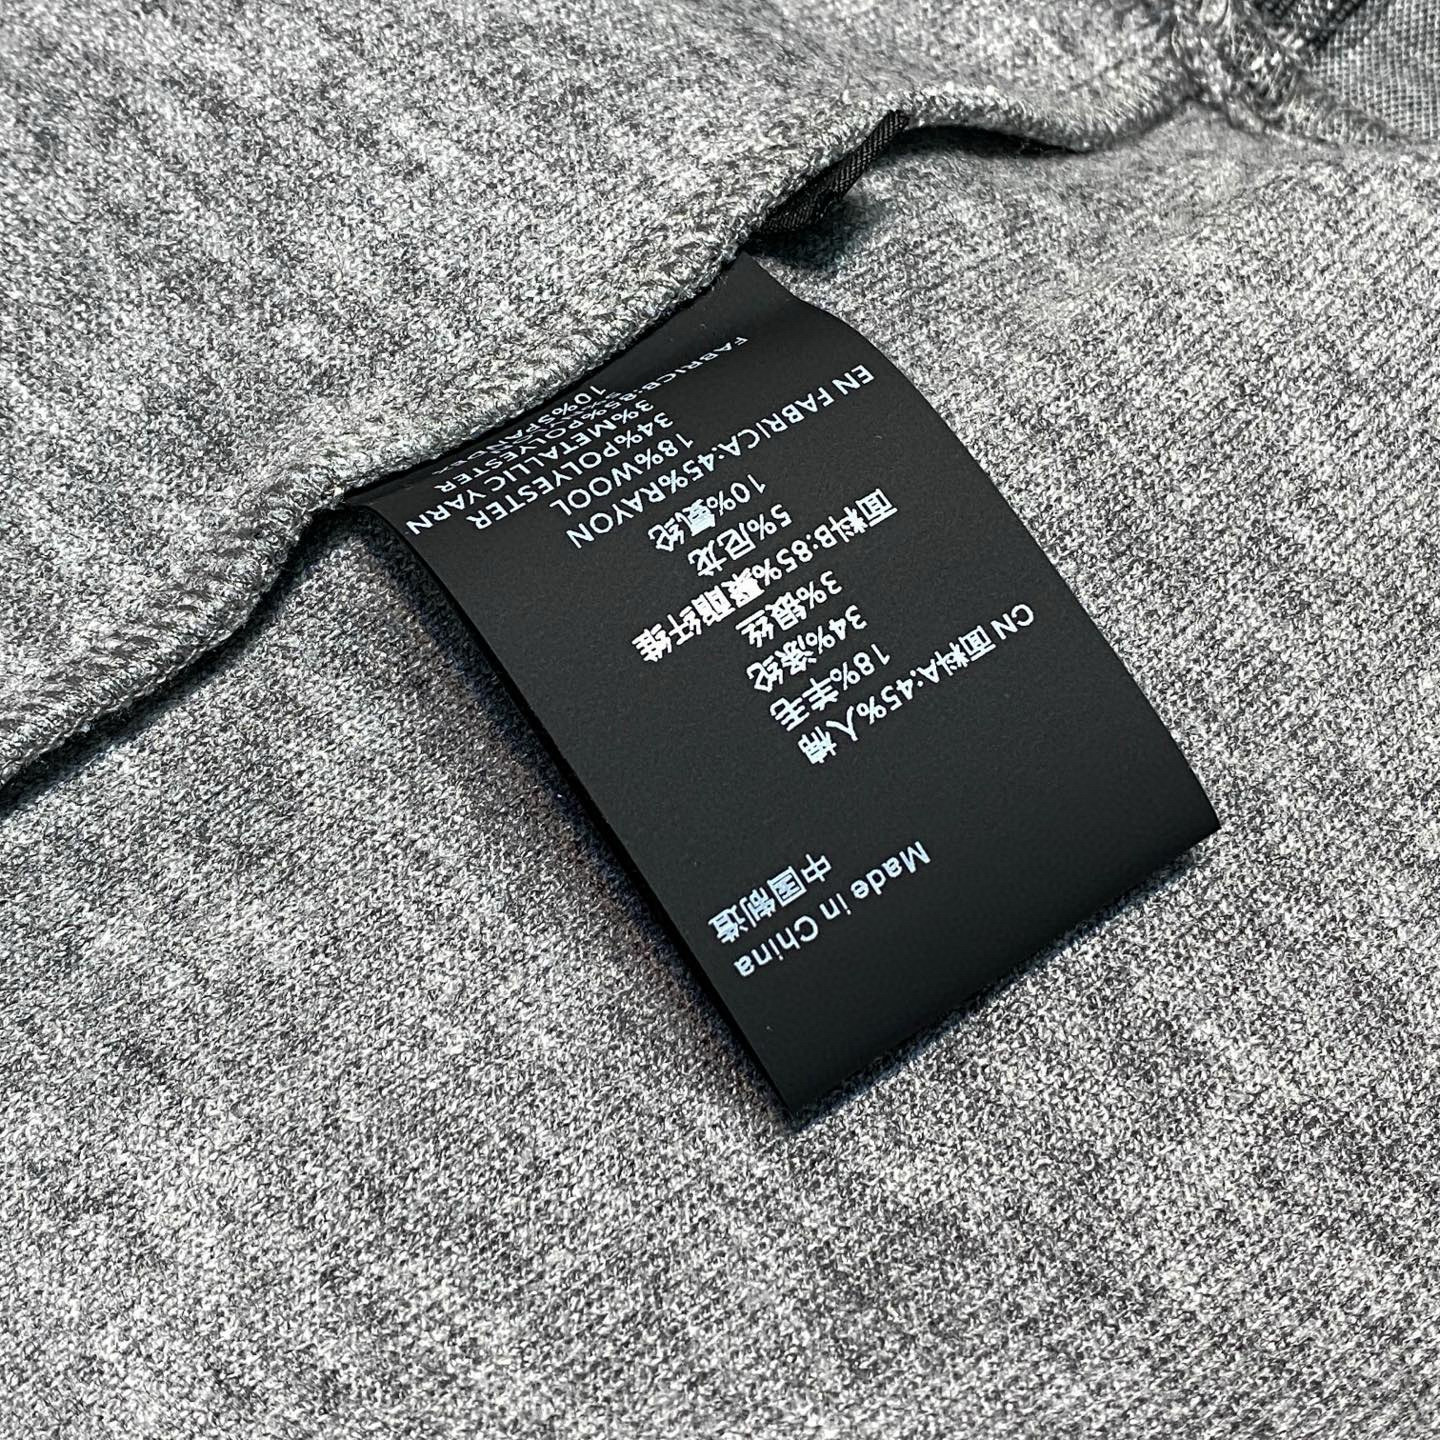 Made in China
中国制造
CN 面料A:45%人棉
18%羊毛
34%涤纶
3%银丝
面料B:85%聚酯纤维
5%尼龙
10%氨纶
EN FABRICA:45%RAYON
18%WOOL
34%POLYESTER
3%METALLIC YARN
FABRICB:85%POLYESTER
10%SPANDEX